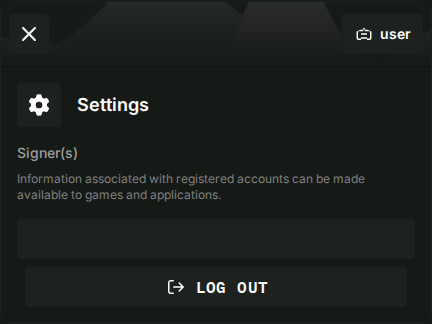 user
Settings
Signer(s)
Information associated with registered accounts can be made
available to games and applications.
LOG OUT